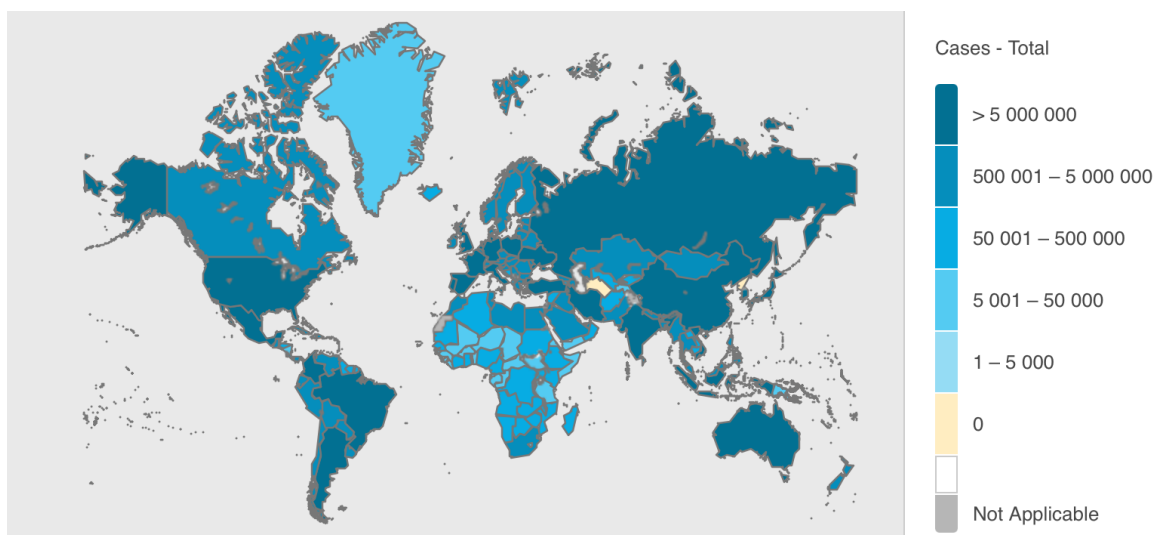 Cases - Total
> 5 000 000
500 001 – 5 000 000
50 001 – 500 000
5 001 – 50 000
1 – 5 000
0
Not Applicable